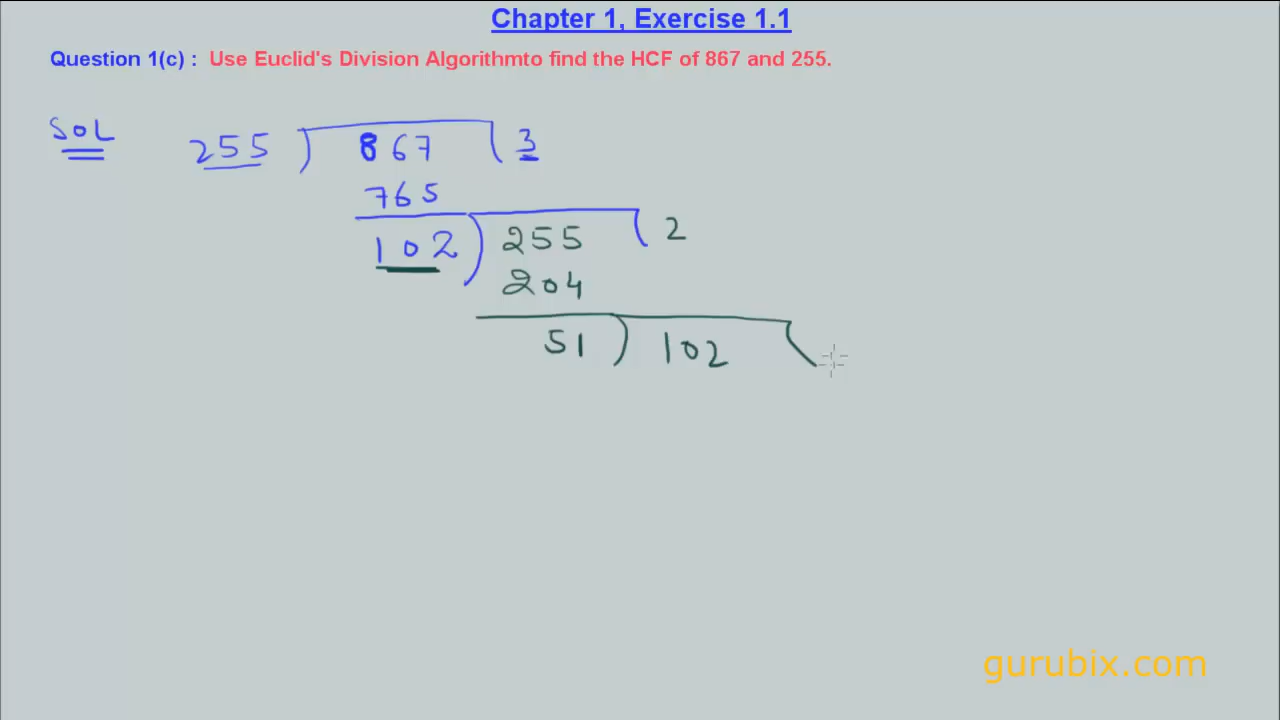 Chapter 1, Exercise 1.1
Question 1(c) : Use Euclid's Division Algorithmto find the HCF of 867 and 255.
SOL 255 ) 867 ( 3
765
102 ) 255 ( 2
204
51 ) 102 (
gurubix.com